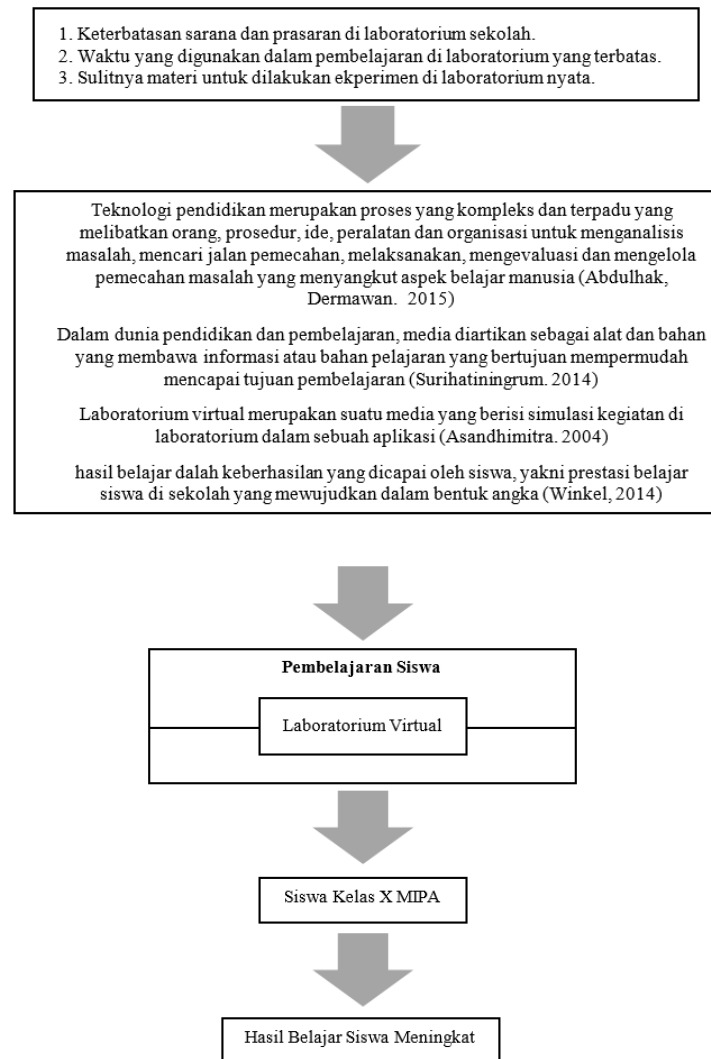 1. Keterbatasan sarana dan prasaran di laboratorium sekolah.
2. Waktu yang digunakan dalam pembelajaran di laboratorium yang terbatas.
3. Sulitnya materi untuk dilakukan ekperimen di laboratorium nyata.
Teknologi pendidikan merupakan proses yang kompleks dan terpadu yang
melibatkan orang, prosedur, ide, peralatan dan organisasi untuk menganalisis
masalah, mencari jalan pemecahan, melaksanakan, mengevaluasi dan mengelola
pemecahan masalah yang menyangkut aspek belajar manusia (Abdulhak,
Dermawan. 2015)
Dalam dunia pendidikan dan pembelajaran, media diartikan sebagai alat dan bahan
yang membawa informasi atau bahan pelajaran yang bertujuan mempermudah
mencapai tujuan pembelajaran (Surihatiningrum. 2014)
Laboratorium virtual merupakan suatu media yang berisi simulasi kegiatan di
laboratorium dalam sebuah aplikasi (Asandhimitra. 2004)
hasil belajar dalah keberhasilan yang dicapai oleh siswa, yakni prestasi belajar
siswa di sekolah yang mewujudkan dalam bentuk angka (Winkel, 2014)
Pembelajaran Siswa
Laboratorium Virtual
Siswa Kelas X MIPA
Hasil Belajar Siswa Meningkat